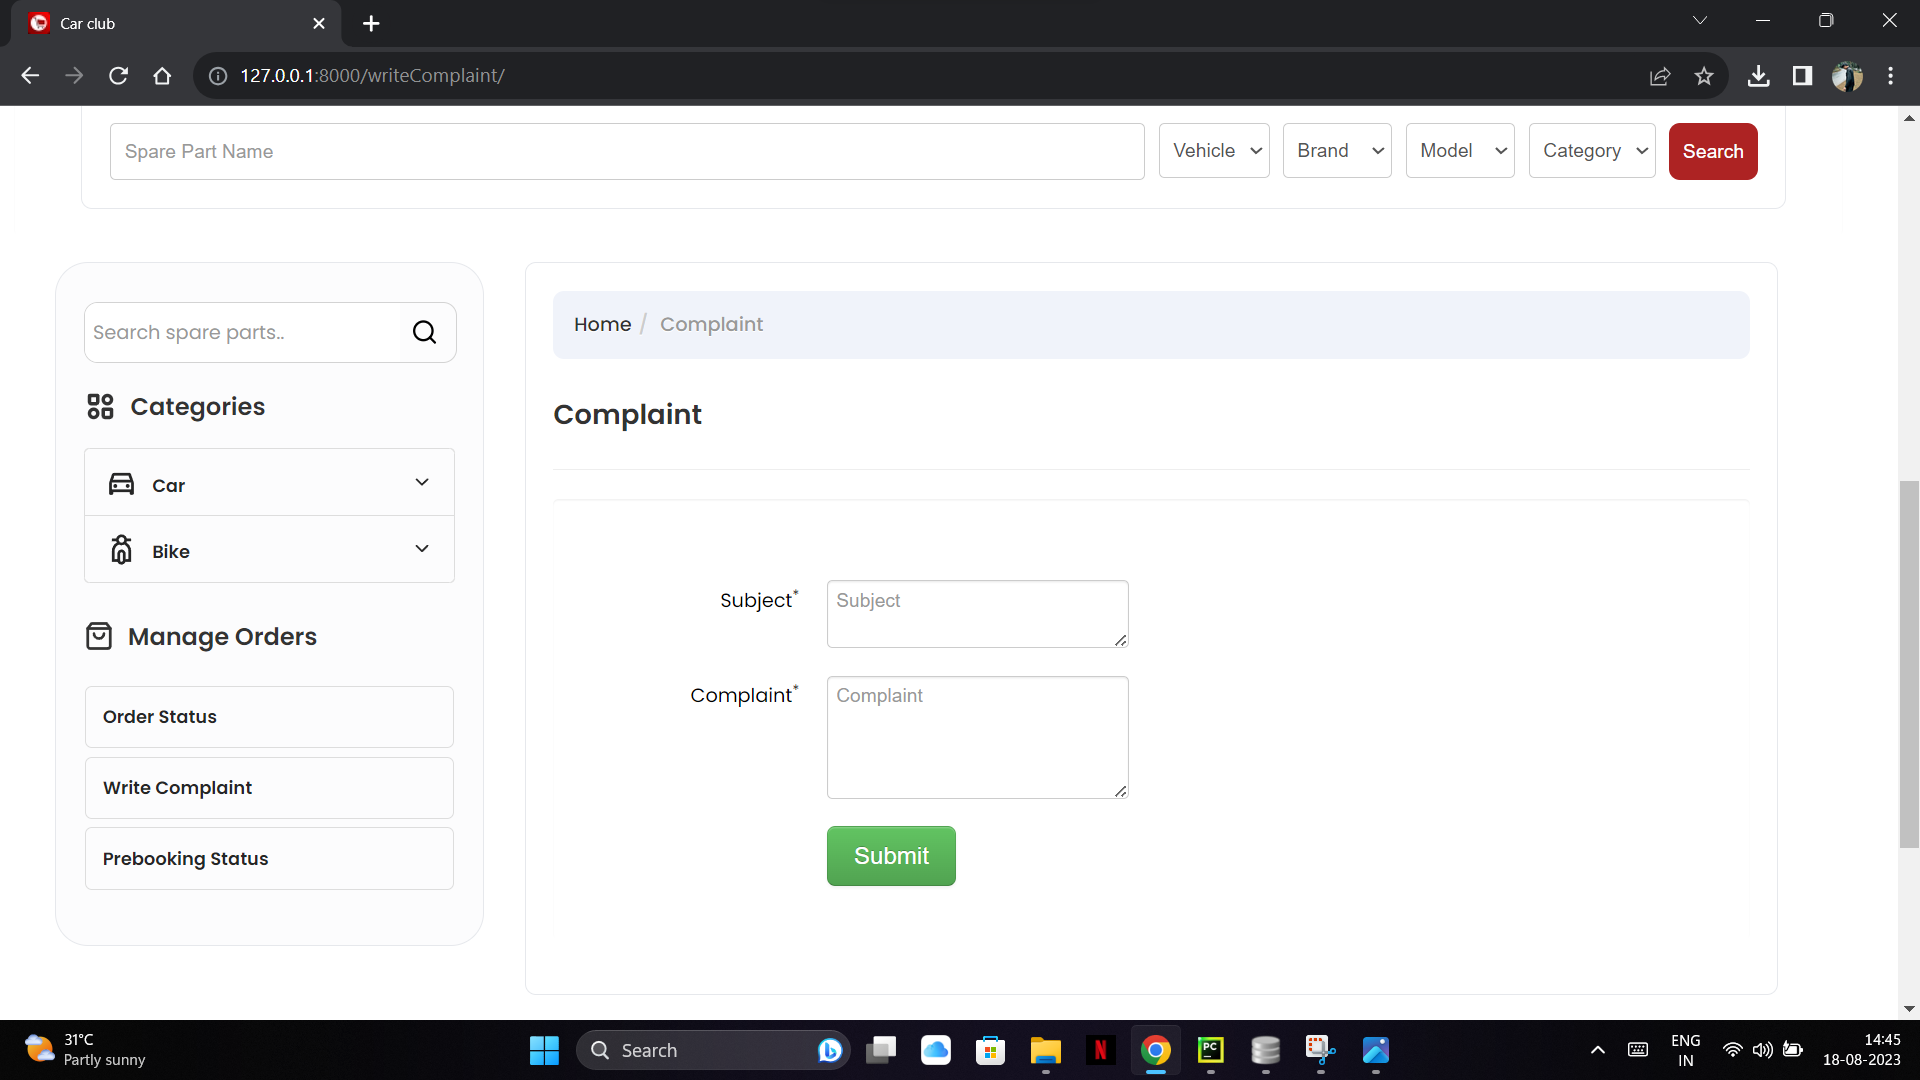 Car club
127.0.0.1:8000/writeComplaint/
Spare Part Name
Vehicle
Brand
Model
Category
Search
Search spare parts..
Categories
Car
Bike
Manage Orders
Order Status
Write Complaint
Prebooking Status
Home / Complaint
Complaint
Subject*
Subject
Complaint*
Complaint
Submit
31°C
Partly sunny
Search
PC
N
ENG
IN
14:45
18-08-2023